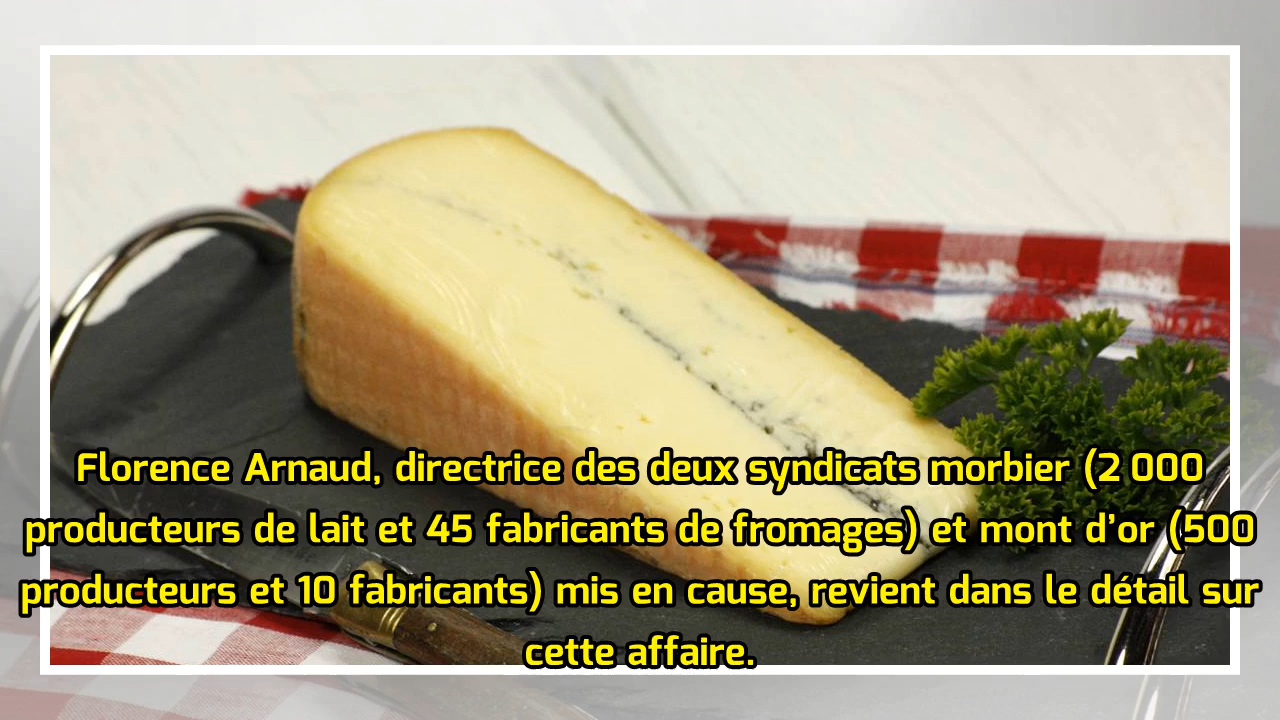 Florence Arnaud, directrice des deux syndicats morbier (2 000
producteurs de lait et 45 fabricants de fromages) et mont d’or (500
producteurs et 10 fabricants) mis en cause, revient dans le détail sur
cette affaire.